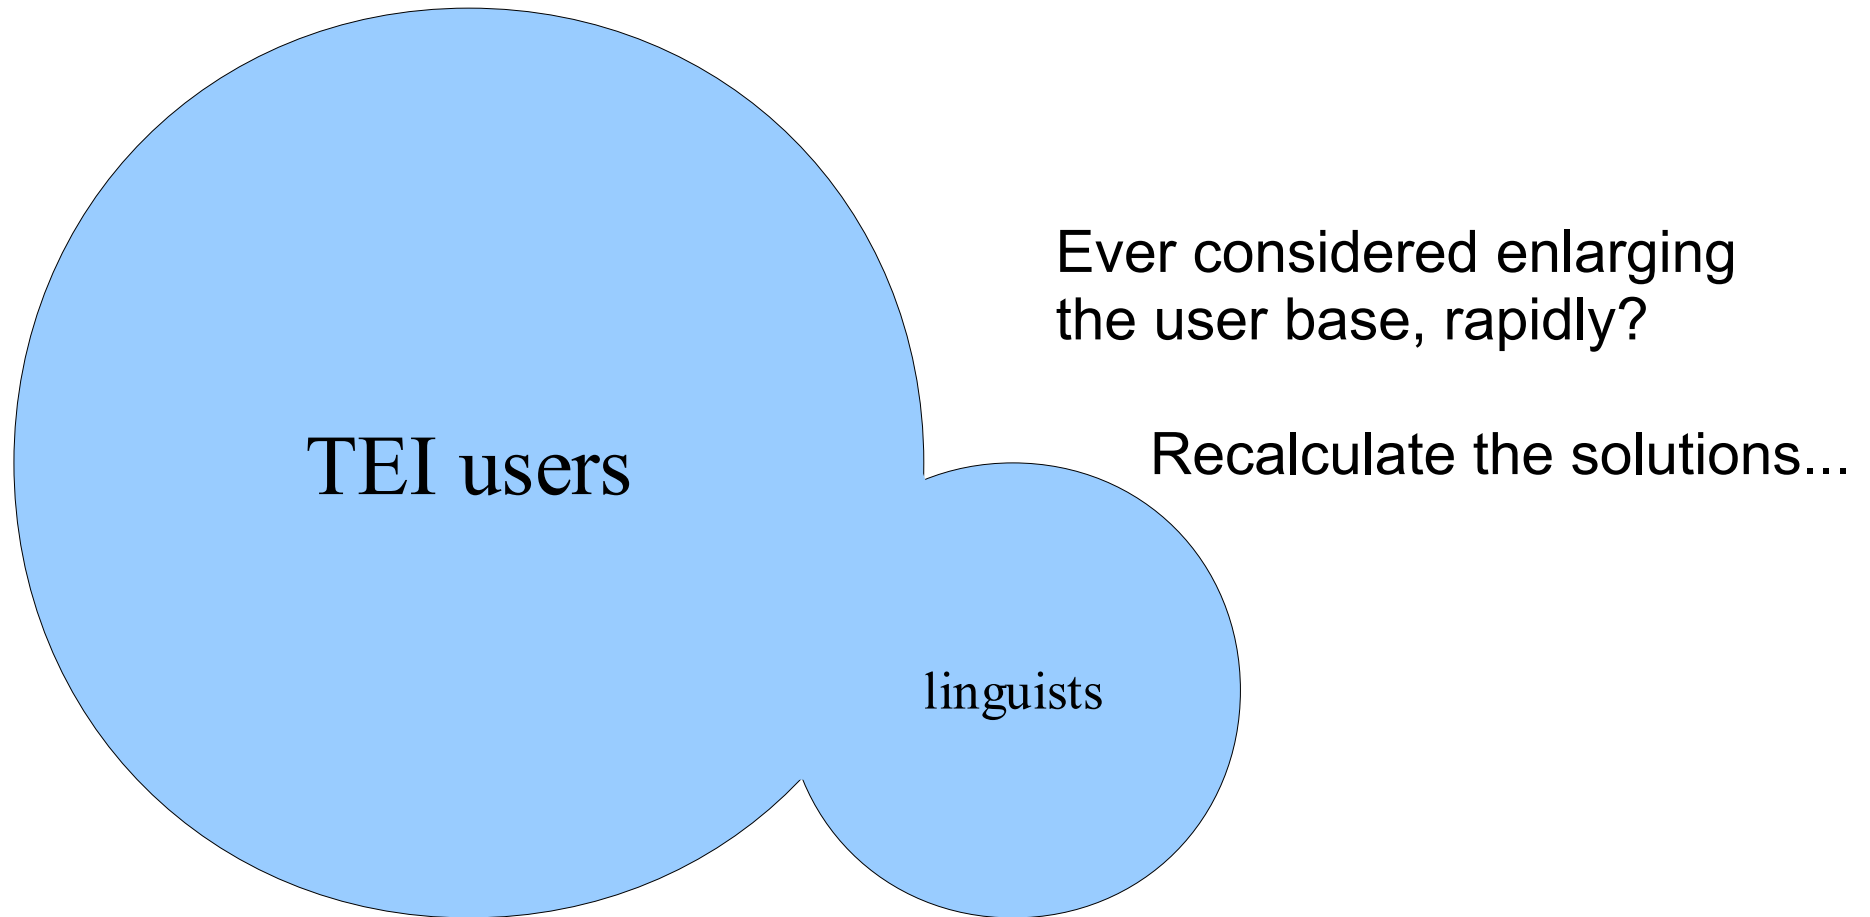 Ever considered enlarging
the user base, rapidly?
Recalculate the solutions...
TEI users
linguists